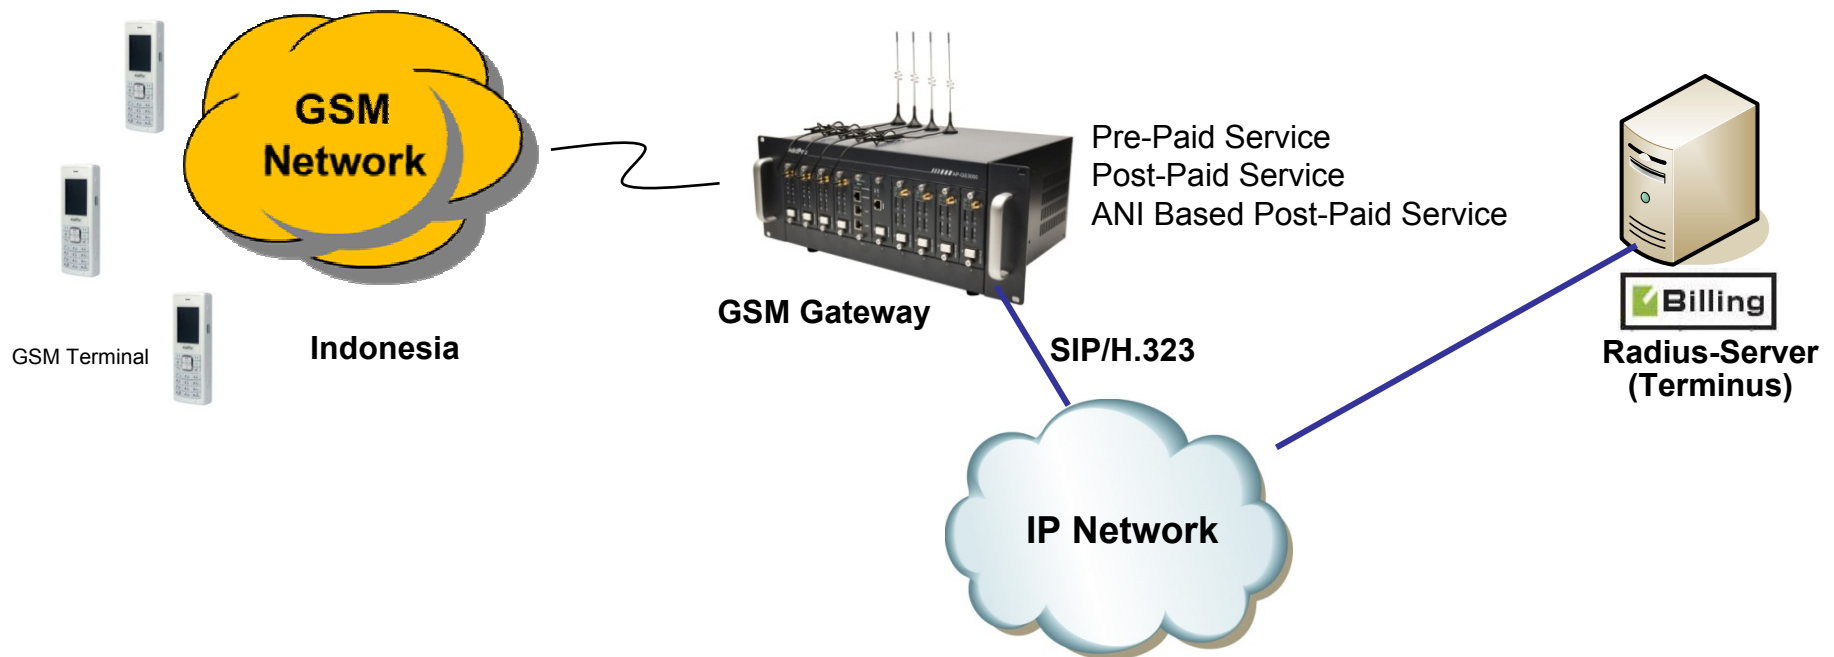 GSM
Network
GSM Terminal
Indonesia
GSM Gateway
Pre-Paid Service
Post-Paid Service
ANI Based Post-Paid Service
SIP/H.323
IP Network
Billing
Radius-Server
(Terminus)